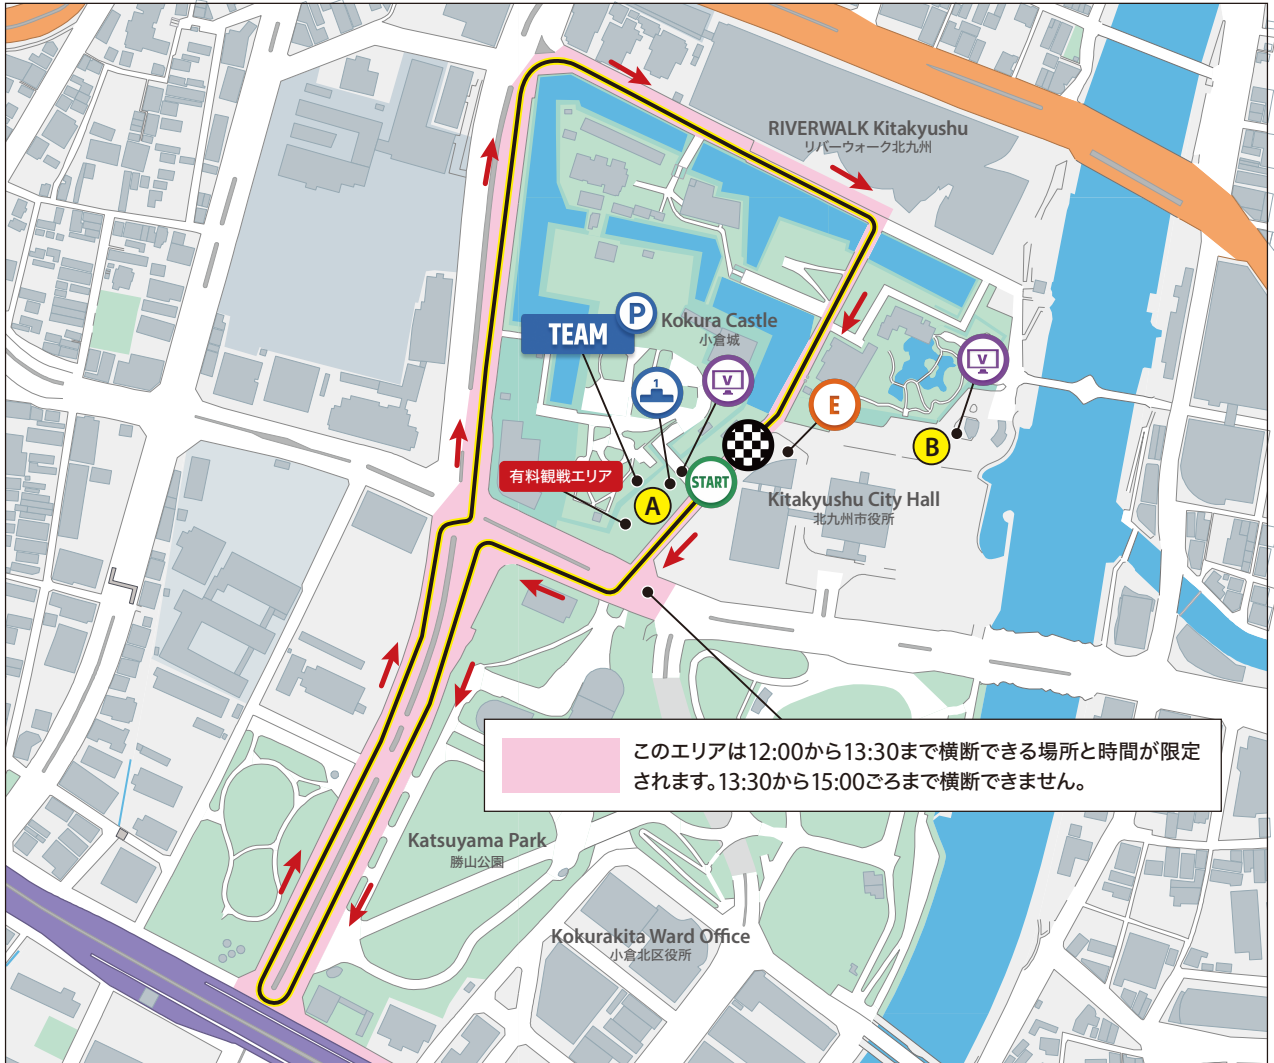 RIVERWALK Kitakyushu
リバーウォーク北九州
P
TEAM
Kokura Castle
小倉城
V
1
V
E
B
有料観戦エリア
A
START
Kitakyushu City Hall
北九州市役所
このエリアは12:00から13:30まで横断できる場所と時間が限定
されます。13:30から15:00ごろまで横断できません。
Katsuyama Park
勝山公園
Kokurakita Ward Office
小倉北区役所